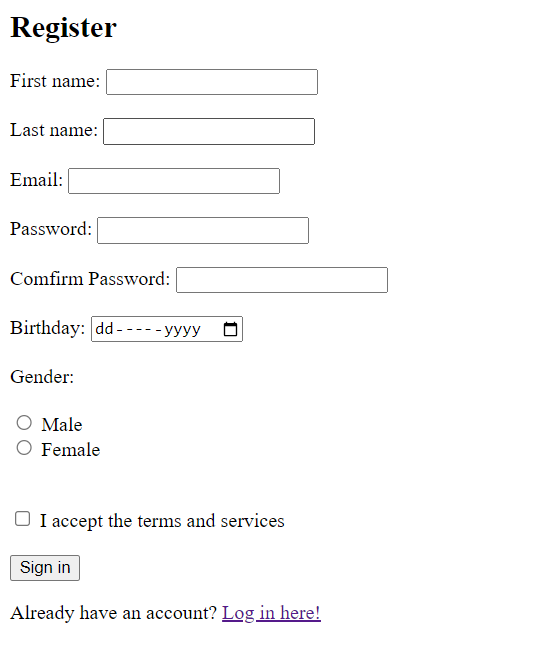 Register
First name:
Last name:
Email:
Password:
Comfirm Password:
Birthday: dd-----yyyy
Gender:
Male
Female
I accept the terms and services
Sign in
Already have an account? Log in here!